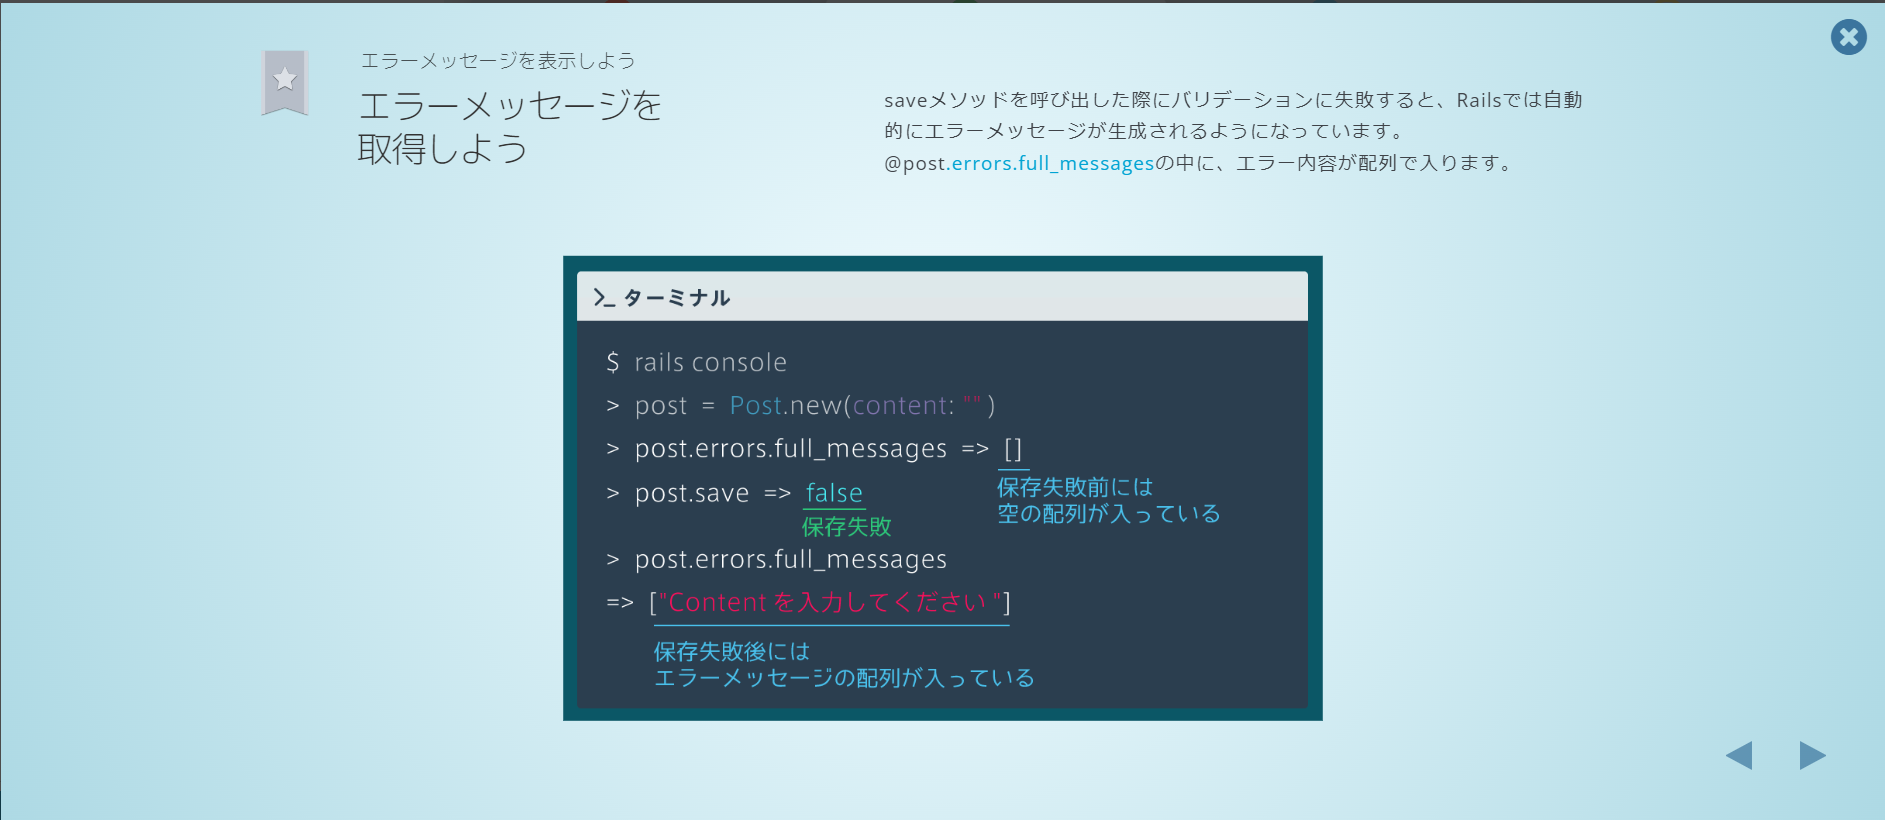 エラーメッセージを表示しよう
エラーメッセージを
取得しよう
saveメソッドを呼び出した際にバリデーションに失敗すると、Railsでは自動
的にエラーメッセージが生成されるようになっています。
@post.errors.full_messagesの中に、エラー内容が配列で入ります。
>_ ターミナル
$ rails console
> post = Post.new(content: "" )
> post.errors.full_messages => []
保存失敗前には
空の配列が入っている
> post.save => false
保存失敗
> post.errors.full_messages
=> ["Content を入力してください "]
保存失敗後には
エラーメッセージの配列が入っている